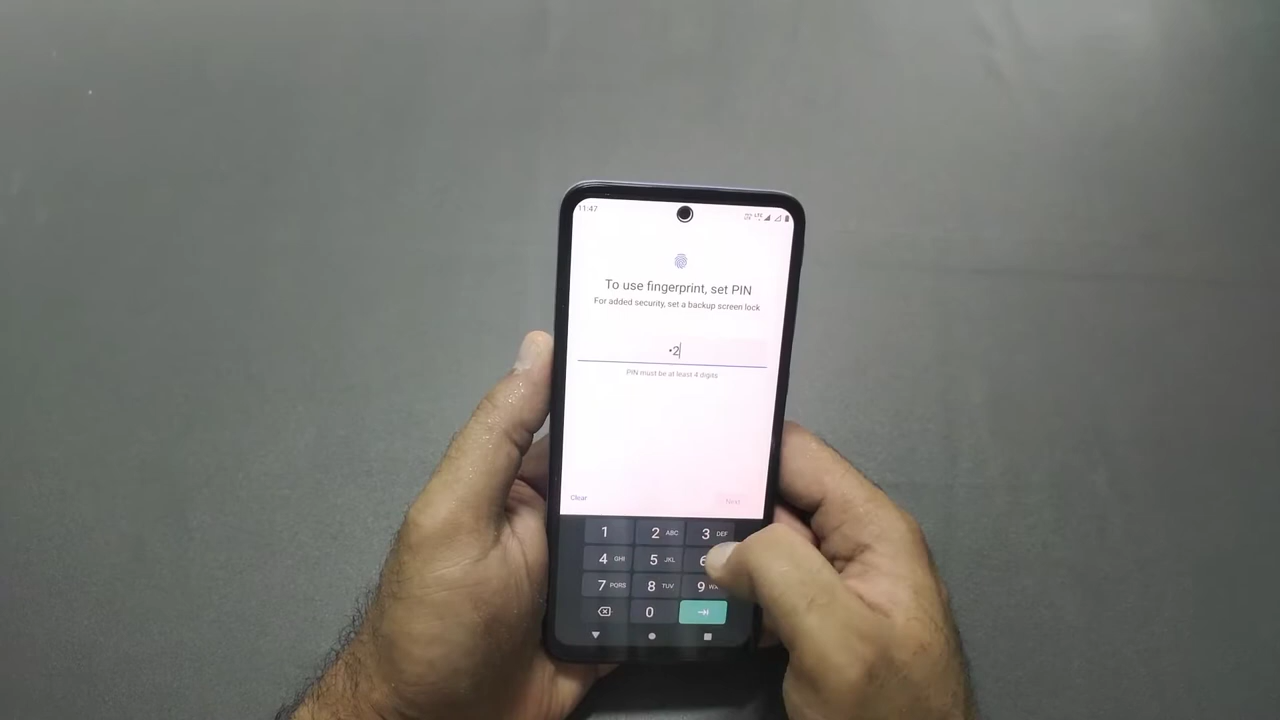 11:47
LTE
To use fingerprint, set PIN
For added security, set a backup screen lock
•2
PIN must be at least 4 digits
Clear Next
1 2 ABC 3 DEF
4 GHI 5 JKL 6
7 PQRS 8 TUV 9
0